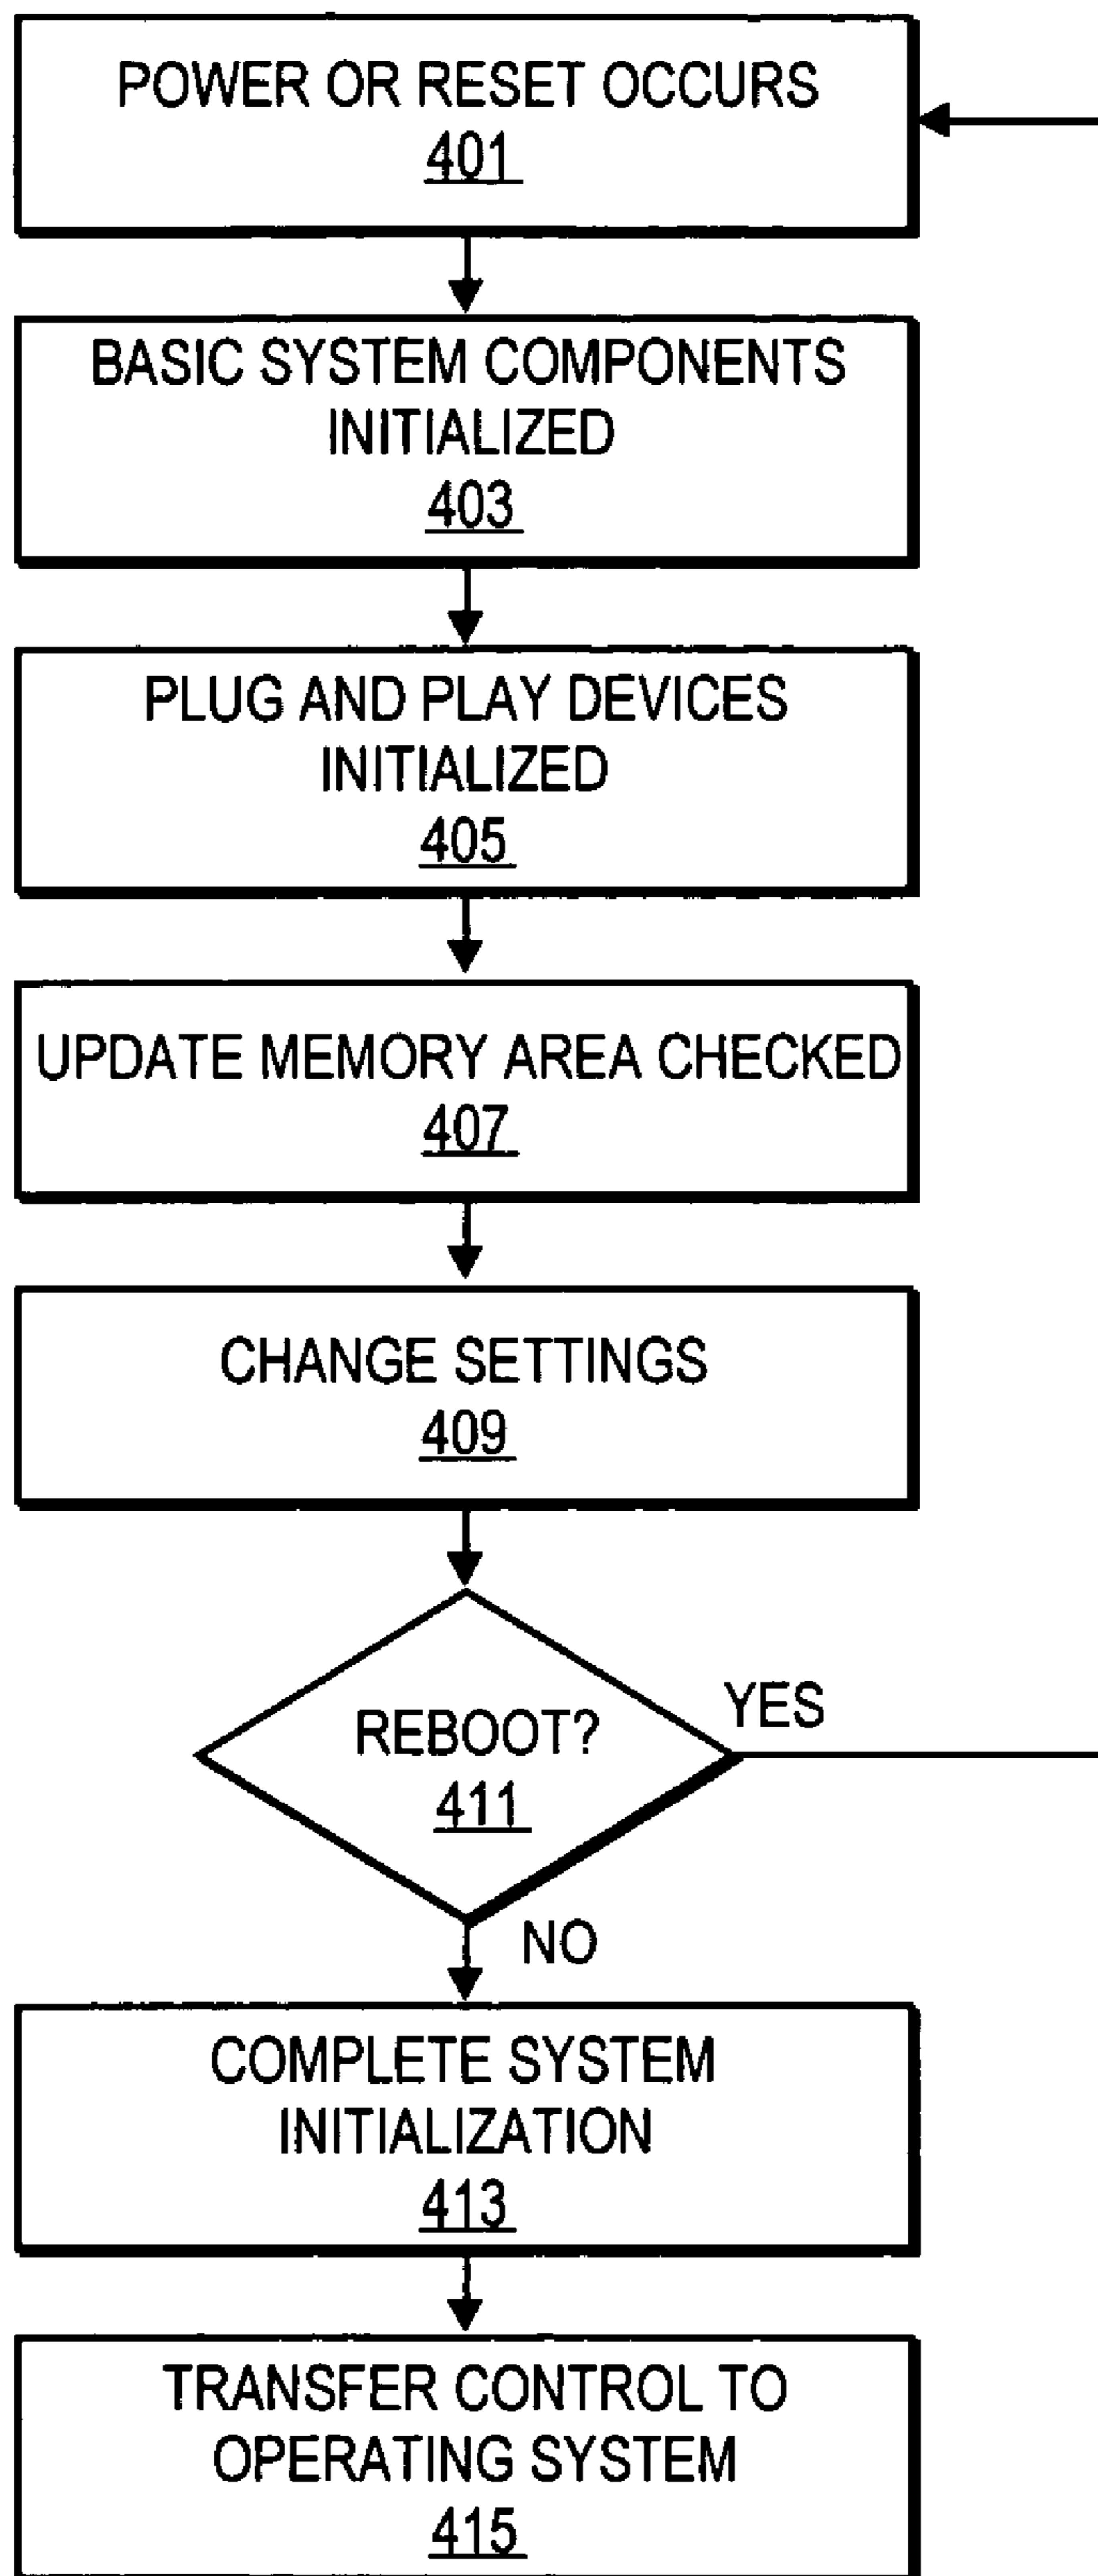 POWER OR RESET OCCURS
401
BASIC SYSTEM COMPONENTS
INITIALIZED
403
PLUG AND PLAY DEVICES
INITIALIZED
405
UPDATE MEMORY AREA CHECKED
407
CHANGE SETTINGS
409
REBOOT?
411
YES
NO
COMPLETE SYSTEM
INITIALIZATION
413
TRANSFER CONTROL TO
OPERATING SYSTEM
415